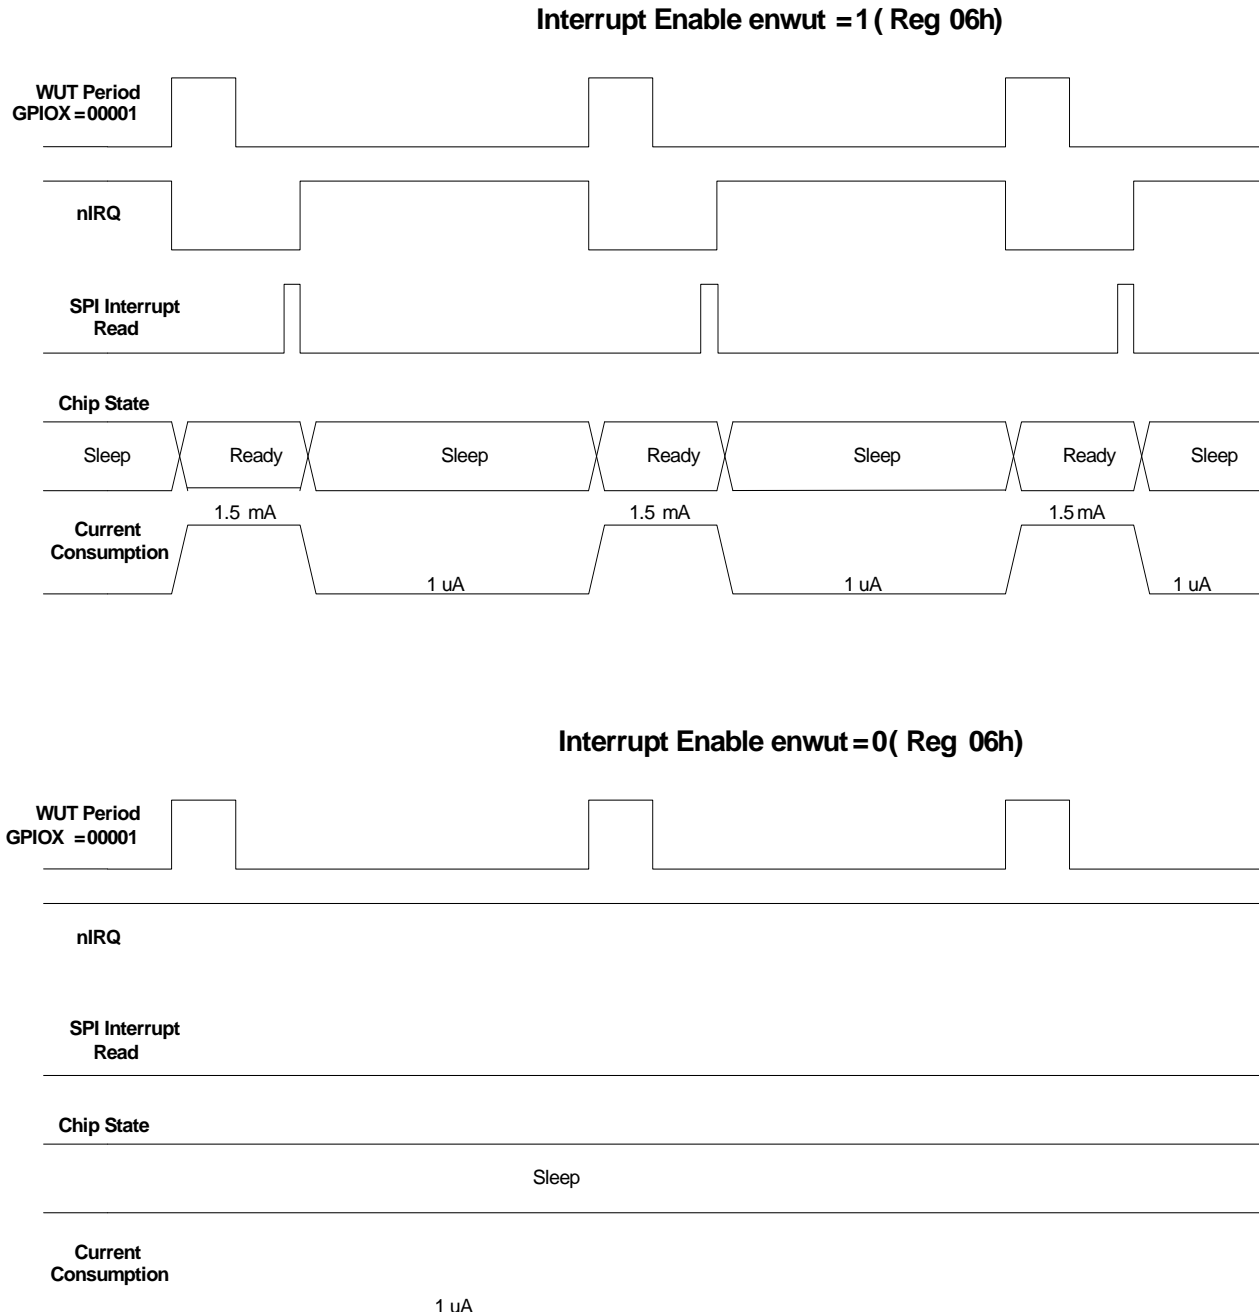 Interrupt Enable enwut =1 ( Reg 06h)
WUT Period
GPIOX =00001
nIRQ
SPI Interrupt
Read
Chip State
Sleep Ready Sleep Ready Sleep Ready Sleep
1.5 mA 1.5 mA 1.5 mA
Current
Consumption
1 uA 1 uA 1 uA
Interrupt Enable enwut =0 ( Reg 06h)
WUT Period
GPIOX =00001
nIRQ
SPI Interrupt
Read
Chip State
Sleep
Current
Consumption
1 uA